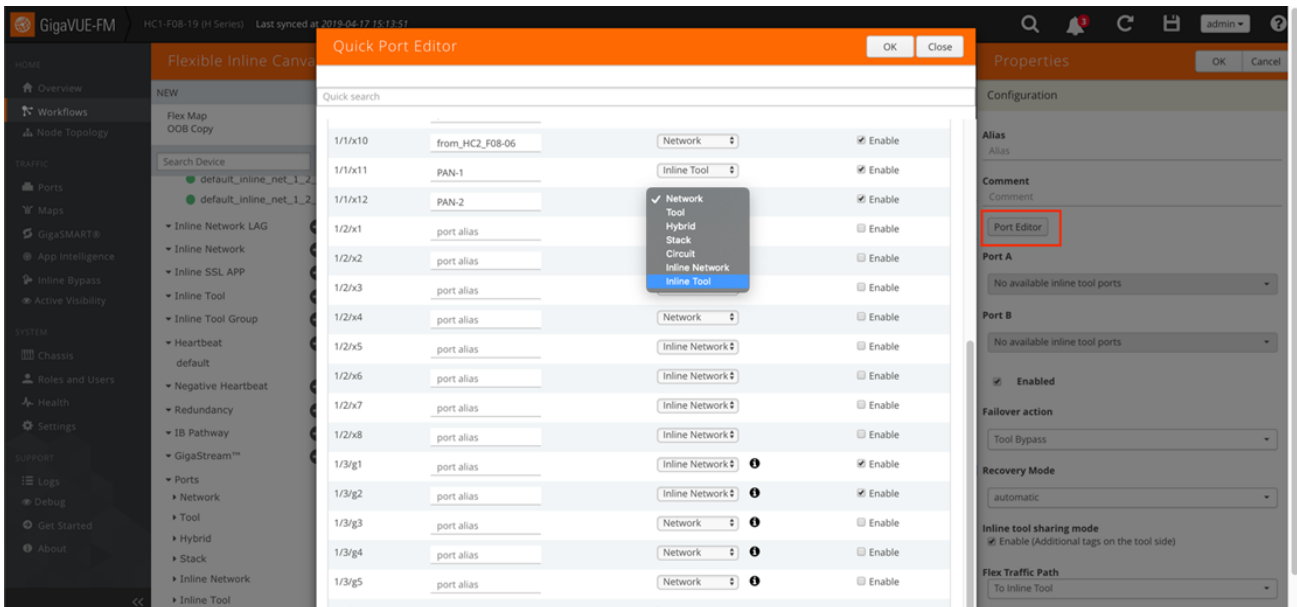 GigaVUE-FM
HC1-F08-19 (H Series) Last synced at 2019-04-17 15:13:51
3
admin
?
HOME
Overview
Workflows
Node Topology
TRAFFIC
Ports
Maps
GigaSMART®
App Intelligence
Inline Bypass
Active Visibility
SYSTEM
Chassis
Roles and Users
Health
Settings
SUPPORT
Logs
Debug
Get Started
About
<<
Flexible Inline Canva
NEW
Flex Map
OOB Copy
Search Device
default_inline_net_1_2_
default_inline_net_1_2_
Inline Network LAG
Inline Network
Inline SSL APP
Inline Tool
Inline Tool Group
Heartbeat
default
Negative Heartbeat
Redundancy
IB Pathway
GigaStream™
Ports
Network
Tool
Hybrid
Stack
Inline Network
Inline Tool
Quick Port Editor
OK Close
Quick search
1/1/x10 from_HC2_F08-06 Network Enable
1/1/x11 PAN-1 Inline Tool Enable
1/1/x12 PAN-2 Enable
Network
Tool
Hybrid
Stack
Circuit
Inline Network
Inline Tool
1/2/x1 port alias Enable
1/2/x2 port alias Enable
1/2/x3 port alias Enable
1/2/x4 port alias Network Enable
1/2/x5 port alias Inline Network Enable
1/2/x6 port alias Inline Network Enable
1/2/x7 port alias Inline Network Enable
1/2/x8 port alias Inline Network Enable
1/3/g1 port alias Inline Network Enable
1/3/g2 port alias Inline Network Enable
1/3/g3 port alias Network Enable
1/3/g4 port alias Network Enable
1/3/g5 port alias Network Enable
Properties
OK Cancel
Configuration
Alias
Alias
Comment
Comment
Port Editor
Port A
No available inline tool ports
Port B
No available inline tool ports
Enabled
Failover action
Tool Bypass
Recovery Mode
automatic
Inline tool sharing mode
Enable (Additional tags on the tool side)
Flex Traffic Path
To Inline Tool